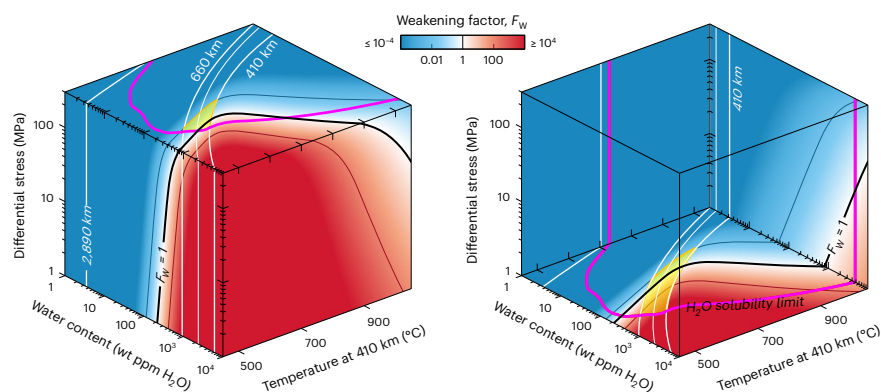 Weakening factor, F_W
≤ 10⁻⁴
0.01
1
100
≥ 10⁴
660 km
410 km
2,890 km
F_W = 1
Differential stress (MPa)
100
10
1
1
10
100
10³
10⁴
Water content (wt ppm H₂O)
500
700
900
Temperature at 410 km (°C)
410 km
F_W = 1
H₂O solubility limit
Differential stress (MPa)
100
10
1
1
10
100
10³
10⁴
Water content (wt ppm H₂O)
500
700
900
Temperature at 410 km (°C)